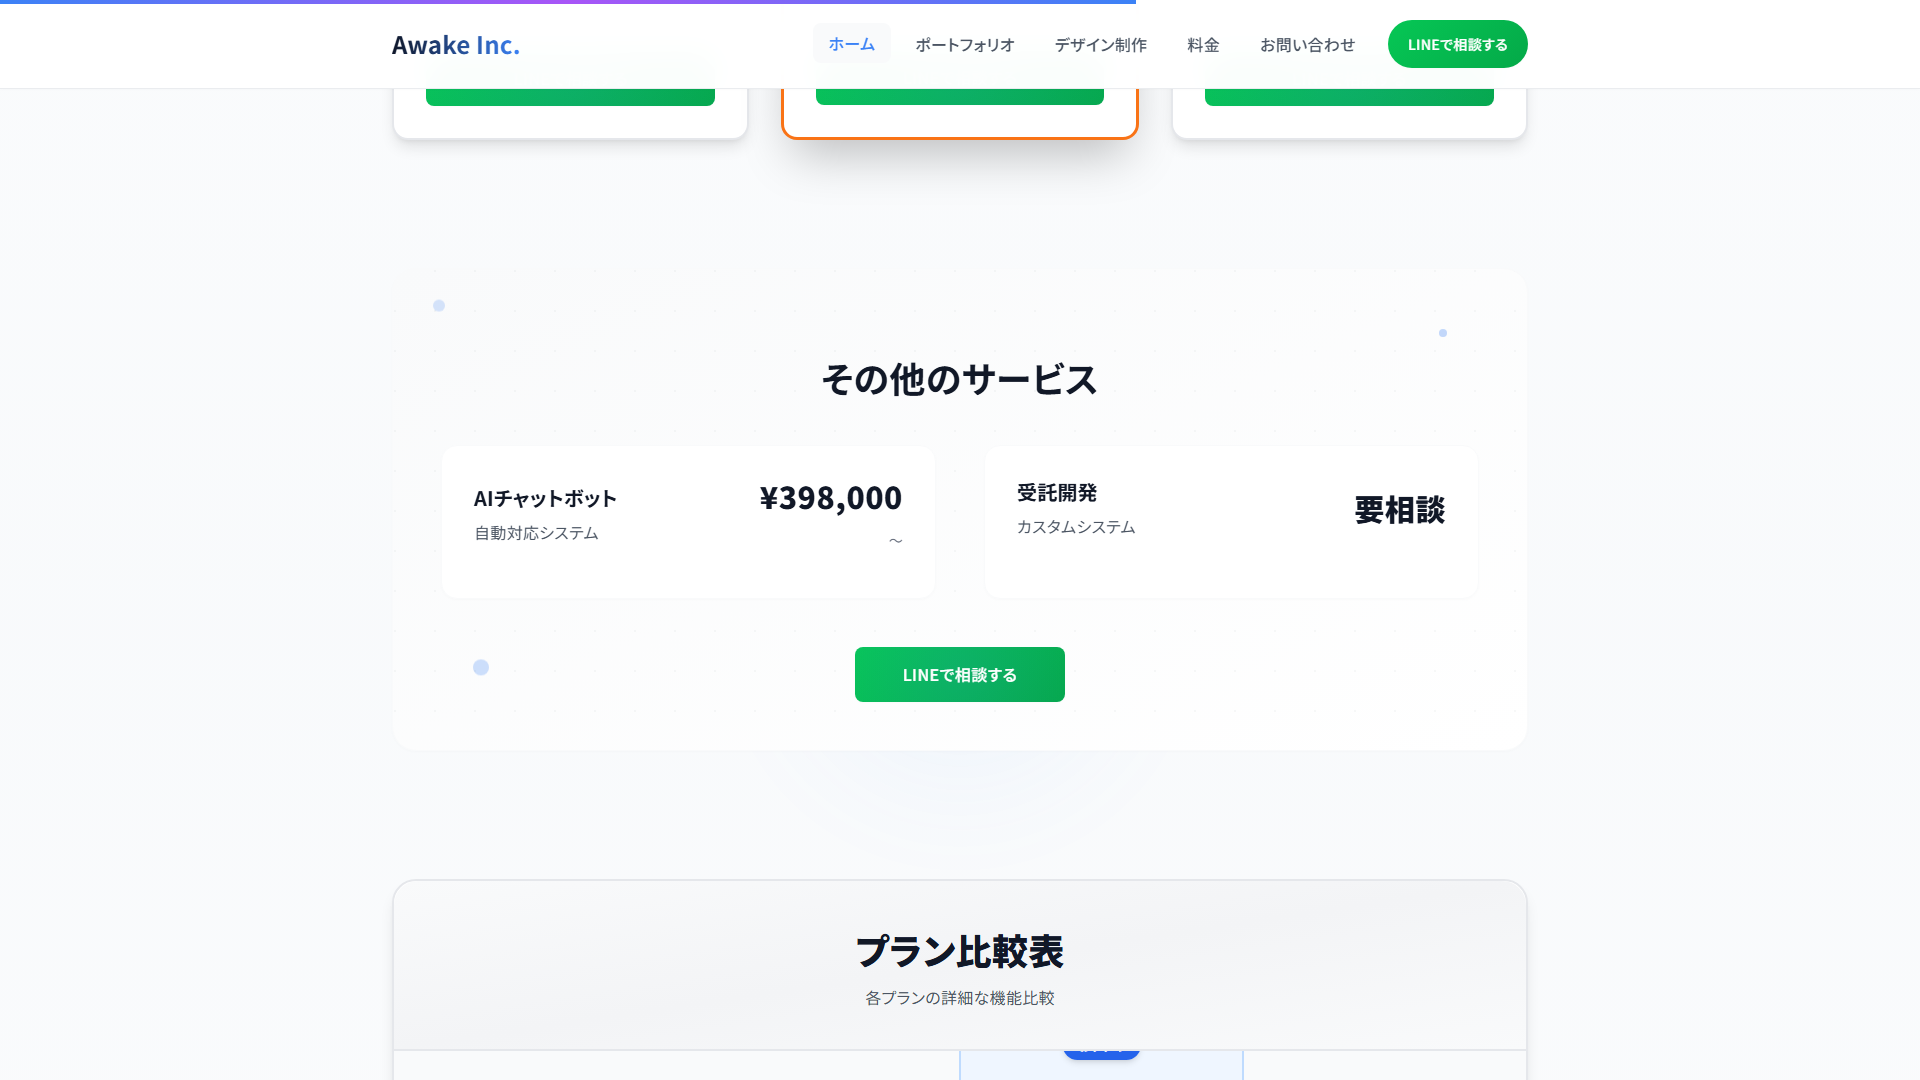 Awake Inc.
ホーム
ポートフォリオ
デザイン制作
料金
お問い合わせ
LINEで相談する
その他のサービス
AIチャットボット
自動対応システム
¥398,000
〜
受託開発
カスタムシステム
要相談
LINEで相談する
プラン比較表
各プランの詳細な機能比較